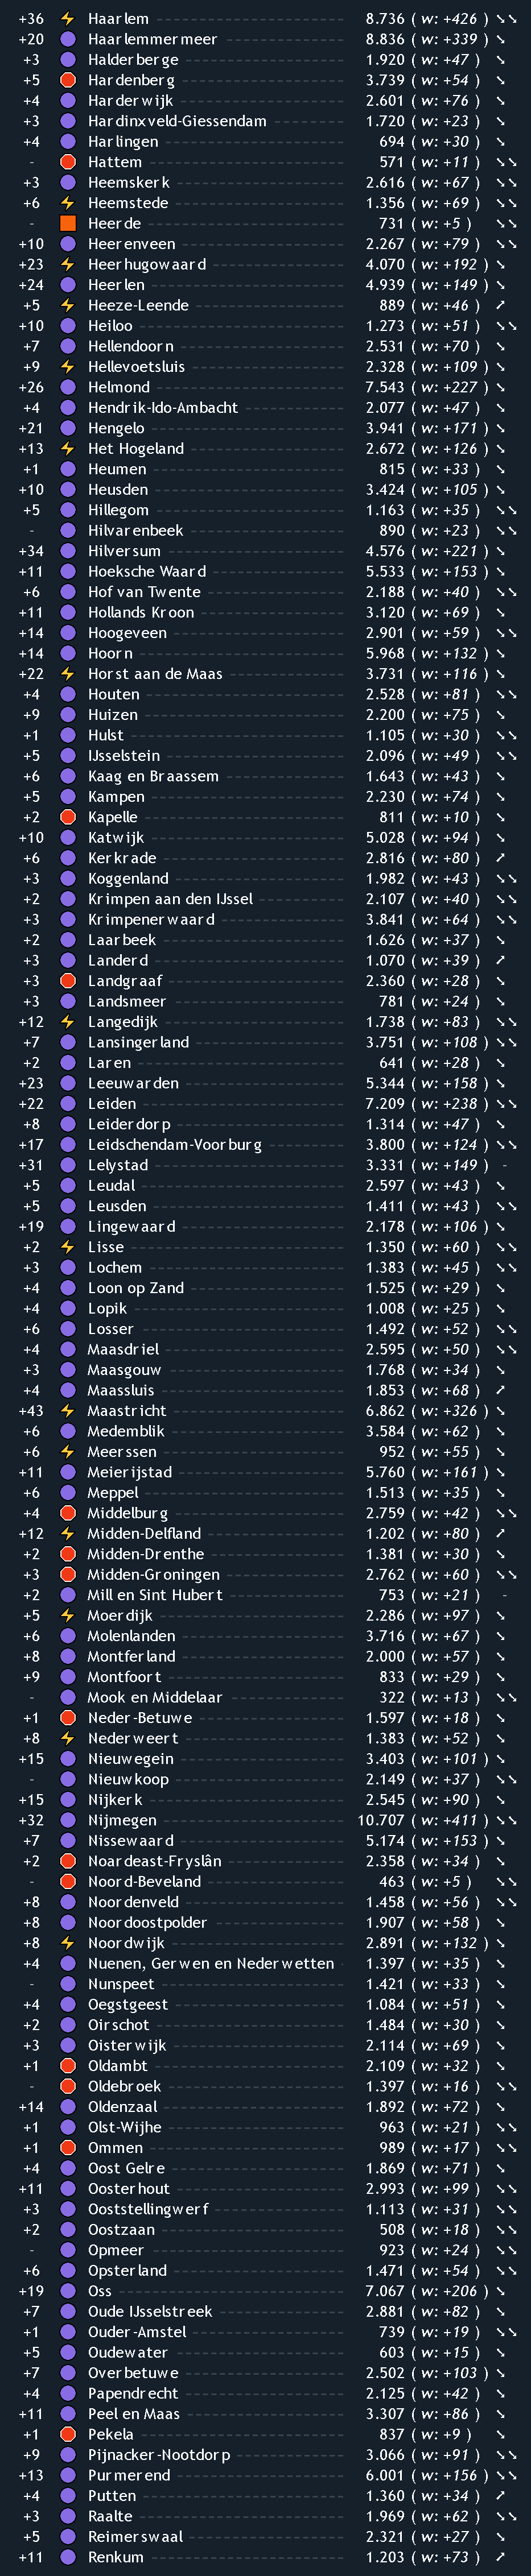 +36 Haarlem 8.736 ( w: +426 )
+20 Haarlemmermeer 8.836 ( w: +339 )
+3 Halderberge 1.920 ( w: +47 )
+5 Hardenberg 3.739 ( w: +54 )
+4 Harderwijk 2.601 ( w: +76 )
+3 Hardinxveld-Giessendam 1.720 ( w: +23 )
+4 Harlingen 694 ( w: +30 )
- Hattem 571 ( w: +11 )
+3 Heemskerk 2.616 ( w: +67 )
+6 Heemstede 1.356 ( w: +69 )
- Heerde 731 ( w: +5 )
+10 Heerenveen 2.267 ( w: +79 )
+23 Heerhugowaard 4.070 ( w: +192 )
+24 Heerlen 4.939 ( w: +149 )
+5 Heeze-Leende 889 ( w: +46 )
+10 Heiloo 1.273 ( w: +51 )
+7 Hellendoorn 2.531 ( w: +70 )
+9 Hellevoetsluis 2.328 ( w: +109 )
+26 Helmond 7.543 ( w: +227 )
+4 Hendrik-Ido-Ambacht 2.077 ( w: +47 )
+21 Hengelo 3.941 ( w: +171 )
+13 Het Hogeland 2.672 ( w: +126 )
+1 Heumen 815 ( w: +33 )
+10 Heusden 3.424 ( w: +105 )
+5 Hillegom 1.163 ( w: +35 )
- Hilvarenbeek 890 ( w: +23 )
+34 Hilversum 4.576 ( w: +221 )
+11 Hoeksche Waard 5.533 ( w: +153 )
+6 Hof van Twente 2.188 ( w: +40 )
+11 Hollands Kroon 3.120 ( w: +69 )
+14 Hoogeveen 2.901 ( w: +59 )
+14 Hoorn 5.968 ( w: +132 )
+22 Horst aan de Maas 3.731 ( w: +116 )
+4 Houten 2.528 ( w: +81 )
+9 Huizen 2.200 ( w: +75 )
+1 Hulst 1.105 ( w: +30 )
+5 IJsselstein 2.096 ( w: +49 )
+6 Kaag en Braassem 1.643 ( w: +43 )
+5 Kampen 2.230 ( w: +74 )
+2 Kapelle 811 ( w: +10 )
+10 Katwijk 5.028 ( w: +94 )
+6 Kerkrade 2.816 ( w: +80 )
+3 Koggenland 1.982 ( w: +43 )
+2 Krimpen aan den IJssel 2.107 ( w: +40 )
+3 Krimpenerwaard 3.841 ( w: +64 )
+2 Laarbeek 1.626 ( w: +37 )
+3 Landerd 1.070 ( w: +39 )
+3 Landgraaf 2.360 ( w: +28 )
+3 Landsmeer 781 ( w: +24 )
+12 Langedijk 1.738 ( w: +83 )
+7 Lansingerland 3.751 ( w: +108 )
+2 Laren 641 ( w: +28 )
+23 Leeuwarden 5.344 ( w: +158 )
+22 Leiden 7.209 ( w: +238 )
+8 Leiderdorp 1.314 ( w: +47 )
+17 Leidschendam-Voorburg 3.800 ( w: +124 )
+31 Lelystad 3.331 ( w: +149 ) -
+5 Leudal 2.597 ( w: +43 )
+5 Leusden 1.411 ( w: +43 )
+19 Lingewaard 2.178 ( w: +106 )
+2 Lisse 1.350 ( w: +60 )
+3 Lochem 1.383 ( w: +45 )
+4 Loon op Zand 1.525 ( w: +29 )
+4 Lopik 1.008 ( w: +25 )
+6 Losser 1.492 ( w: +52 )
+4 Maasdriel 2.595 ( w: +50 )
+3 Maasgouw 1.768 ( w: +34 )
+4 Maassluis 1.853 ( w: +68 )
+43 Maastricht 6.862 ( w: +326 )
+6 Medemblik 3.584 ( w: +62 )
+6 Meerssen 952 ( w: +55 )
+11 Meierijstad 5.760 ( w: +161 )
+6 Meppel 1.513 ( w: +35 )
+4 Middelburg 2.759 ( w: +42 )
+12 Midden-Delfland 1.202 ( w: +80 )
+2 Midden-Drenthe 1.381 ( w: +30 )
+3 Midden-Groningen 2.762 ( w: +60 )
+2 Mill en Sint Hubert 753 ( w: +21 ) -
+5 Moerdijk 2.286 ( w: +97 )
+6 Molenlanden 3.716 ( w: +67 )
+8 Montferland 2.000 ( w: +57 )
+9 Montfoort 833 ( w: +29 )
- Mook en Middelaar 322 ( w: +13 )
+1 Neder-Betuwe 1.597 ( w: +18 )
+8 Nederweert 1.383 ( w: +52 )
+15 Nieuwegein 3.403 ( w: +101 )
- Nieuwkoop 2.149 ( w: +37 )
+15 Nijkerk 2.545 ( w: +90 )
+32 Nijmegen 10.707 ( w: +411 )
+7 Nissewaard 5.174 ( w: +153 )
+2 Noardeast-Fryslân 2.358 ( w: +34 )
- Noord-Beveland 463 ( w: +5 )
+8 Noordenveld 1.458 ( w: +56 )
+8 Noordoostpolder 1.907 ( w: +58 )
+8 Noordwijk 2.891 ( w: +132 )
+4 Nuenen, Gerwen en Nederwetten 1.397 ( w: +35 )
- Nunspeet 1.421 ( w: +33 )
+4 Oegstgeest 1.084 ( w: +51 )
+2 Oirschot 1.484 ( w: +30 )
+3 Oisterwijk 2.114 ( w: +69 )
+1 Oldambt 2.109 ( w: +32 )
- Oldebroek 1.397 ( w: +16 )
+14 Oldenzaal 1.892 ( w: +72 )
+1 Olst-Wijhe 963 ( w: +21 )
+1 Ommen 989 ( w: +17 )
+4 Oost Gelre 1.869 ( w: +71 )
+11 Oosterhout 2.993 ( w: +99 )
+3 Ooststellingwerf 1.113 ( w: +31 )
+2 Oostzaan 508 ( w: +18 )
- Opmeer 923 ( w: +24 )
+6 Opsterland 1.471 ( w: +54 )
+19 Oss 7.067 ( w: +206 )
+7 Oude IJsselstreek 2.881 ( w: +82 )
+1 Ouder-Amstel 739 ( w: +19 )
+5 Oudewater 603 ( w: +15 )
+7 Overbetuwe 2.502 ( w: +103 )
+4 Papendrecht 2.125 ( w: +42 )
+11 Peel en Maas 3.307 ( w: +86 )
+1 Pekela 837 ( w: +9 )
+9 Pijnacker-Nootdorp 3.066 ( w: +91 )
+13 Purmerend 6.001 ( w: +156 )
+4 Putten 1.360 ( w: +34 )
+3 Raalte 1.969 ( w: +62 )
+5 Reimerswaal 2.321 ( w: +27 )
+11 Renkum 1.203 ( w: +73 )